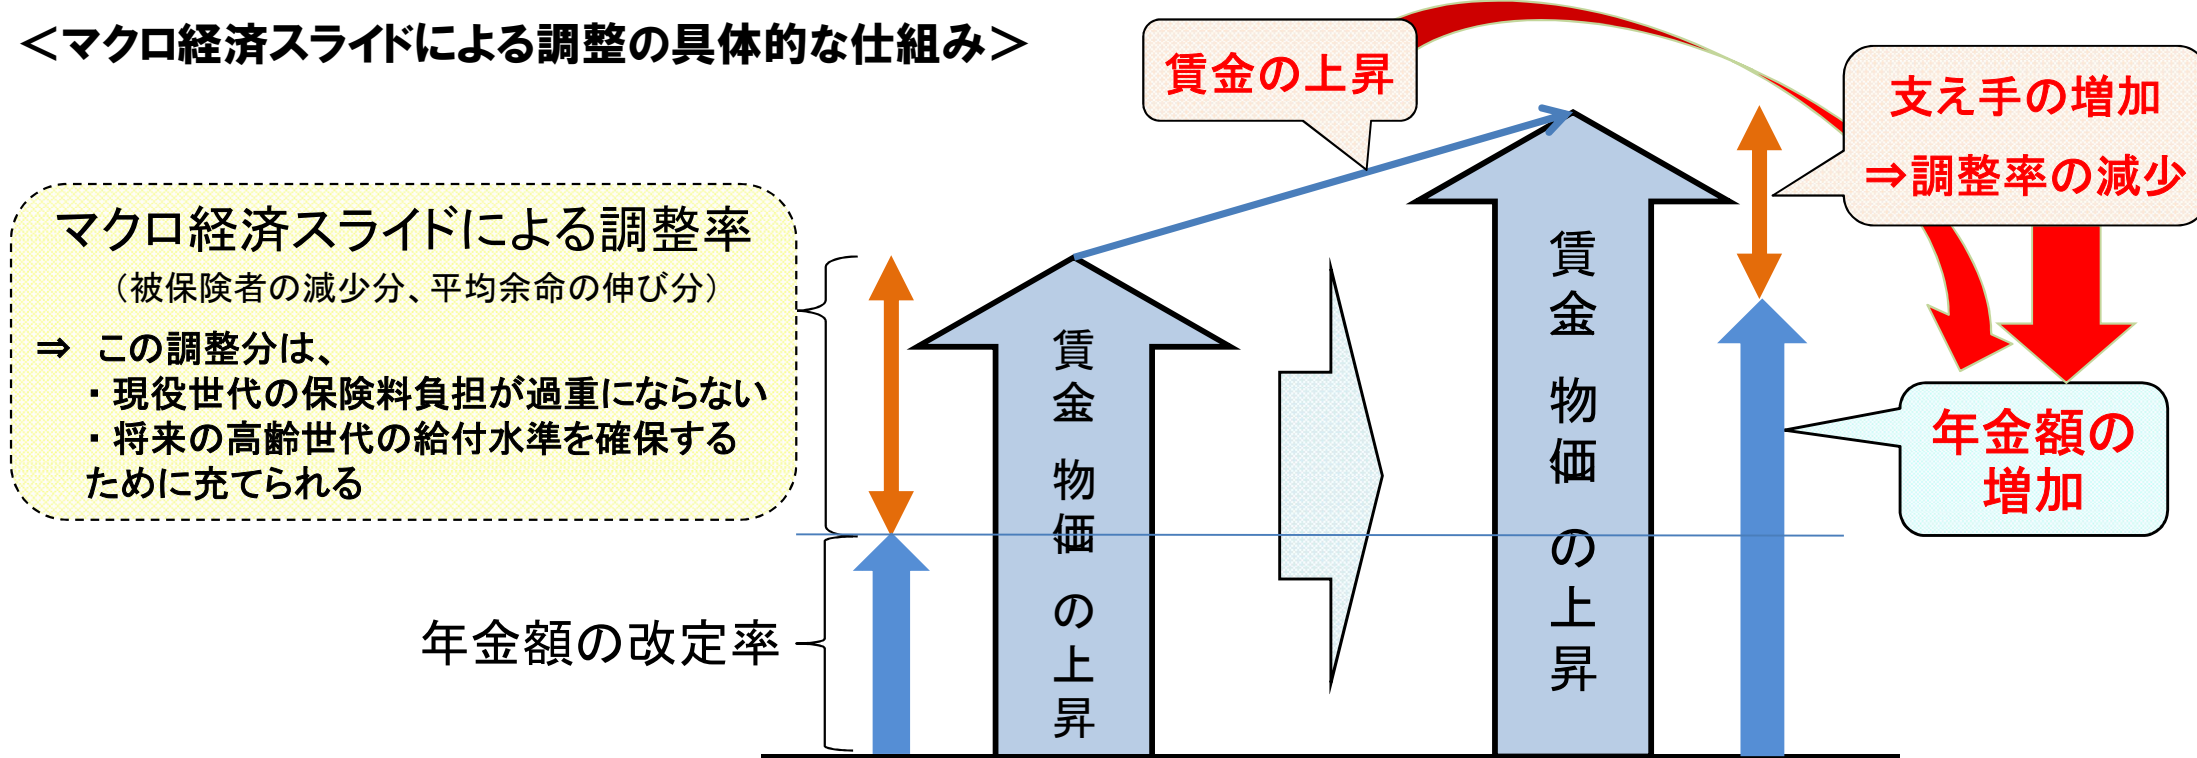 ＜マクロ経済スライドによる調整の具体的な仕組み＞
賃金の上昇
支え手の増加
⇒調整率の減少
マクロ経済スライドによる調整率
（被保険者の減少分、平均余命の伸び分）
⇒　この調整分は、
・現役世代の保険料負担が過重にならない
・将来の高齢世代の給付水準を確保する
ために充てられる
賃金 物価 の上昇
賃金 物価 の上昇
年金額の
増加
年金額の改定率